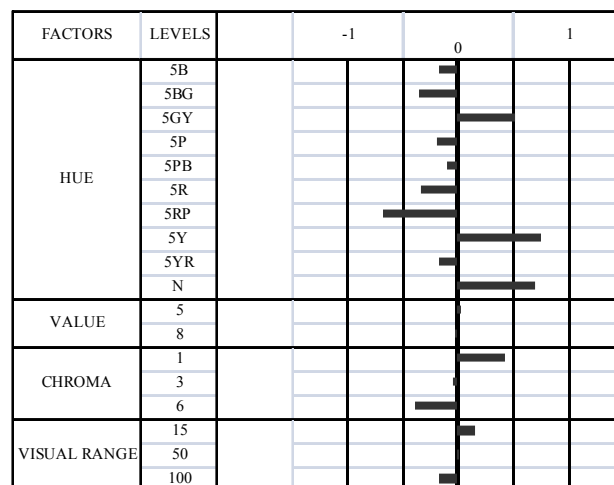 FACTORS LEVELS -1 0 1
HUE
5B
5BG
5GY
5P
5PB
5R
5RP
5Y
5YR
N
VALUE
5
8
CHROMA
1
3
6
VISUAL RANGE
15
50
100